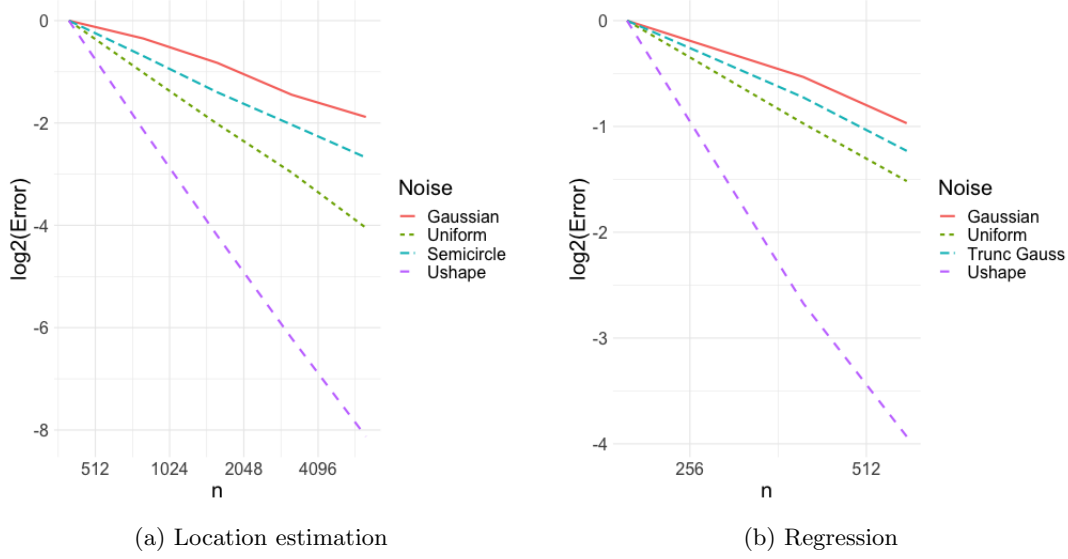 0
-2
-4
-6
-8
log2(Error)
512 1024 2048 4096
n
Noise
Gaussian
Uniform
Semicircle
Ushape
(a) Location estimation
0
-1
-2
-3
-4
log2(Error)
256 512
n
Noise
Gaussian
Uniform
Trunc Gauss
Ushape
(b) Regression